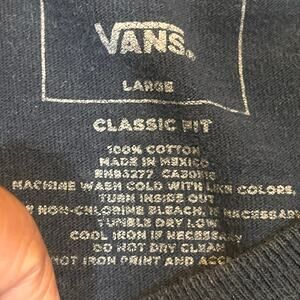 VANS
LARGE
CLASSIC FIT
100% COTTON
MADE IN MEXICO
RN93277 CA30516
MACHINE WASH COLD WITH LIKE COLORS,
TURN INSIDE OUT
NON-CHLORINE BLEACH, IF NECESSARY
TUMBLE DRY LOW
COOL IRON IF NECESSARY
DO NOT DRY CLEAN
NOT IRON PRINT AND